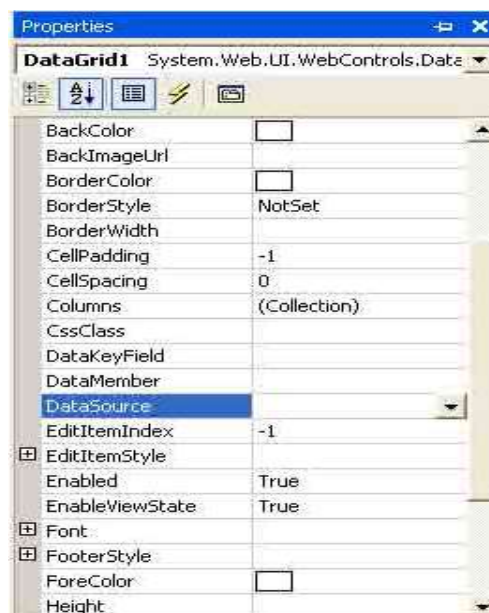 Properties
DataGrid1 System.Web.UI.WebControls.Data
BackColor
BackImageUrl
BorderColor
BorderStyle NotSet
BorderWidth
CellPadding -1
CellSpacing 0
Columns (Collection)
CssClass
DataKeyField
DataMember
DataSource
EditItemIndex -1
EditItemStyle
Enabled True
EnableViewState True
Font
FooterStyle
ForeColor
Height